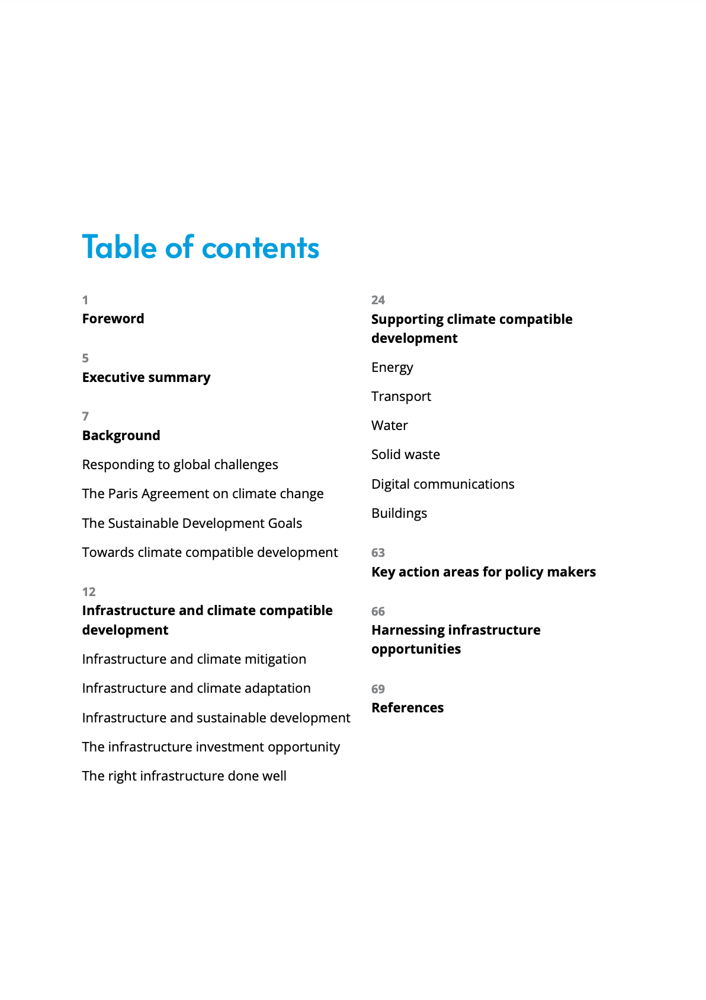 Table of contents
1
Foreword
5
Executive summary
7
Background
Responding to global challenges
The Paris Agreement on climate change
The Sustainable Development Goals
Towards climate compatible development
12
Infrastructure and climate compatible
development
Infrastructure and climate mitigation
Infrastructure and climate adaptation
Infrastructure and sustainable development
The infrastructure investment opportunity
The right infrastructure done well
24
Supporting climate compatible
development
Energy
Transport
Water
Solid waste
Digital communications
Buildings
63
Key action areas for policy makers
66
Harnessing infrastructure
opportunities
69
References